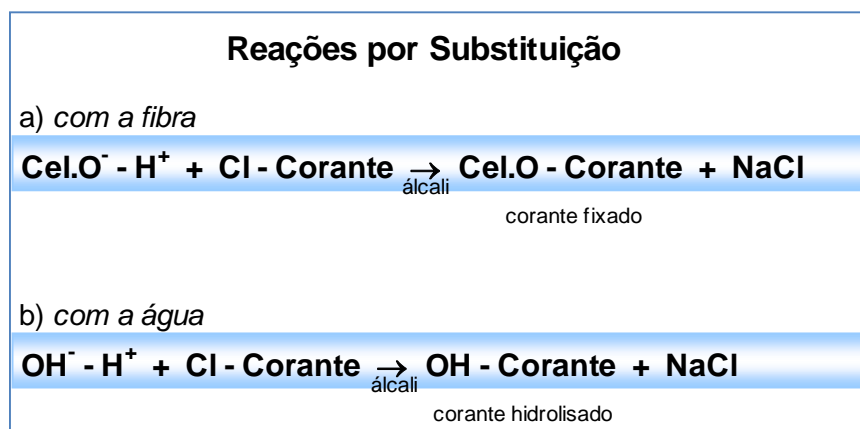 Reações por Substituição
a) com a fibra
Cel.O⁻ - H⁺ + Cl - Corante → Cel.O - Corante + NaCl
álcali
corante fixado
b) com a água
OH⁻ - H⁺ + Cl - Corante → OH - Corante + NaCl
álcali
corante hidrolisado